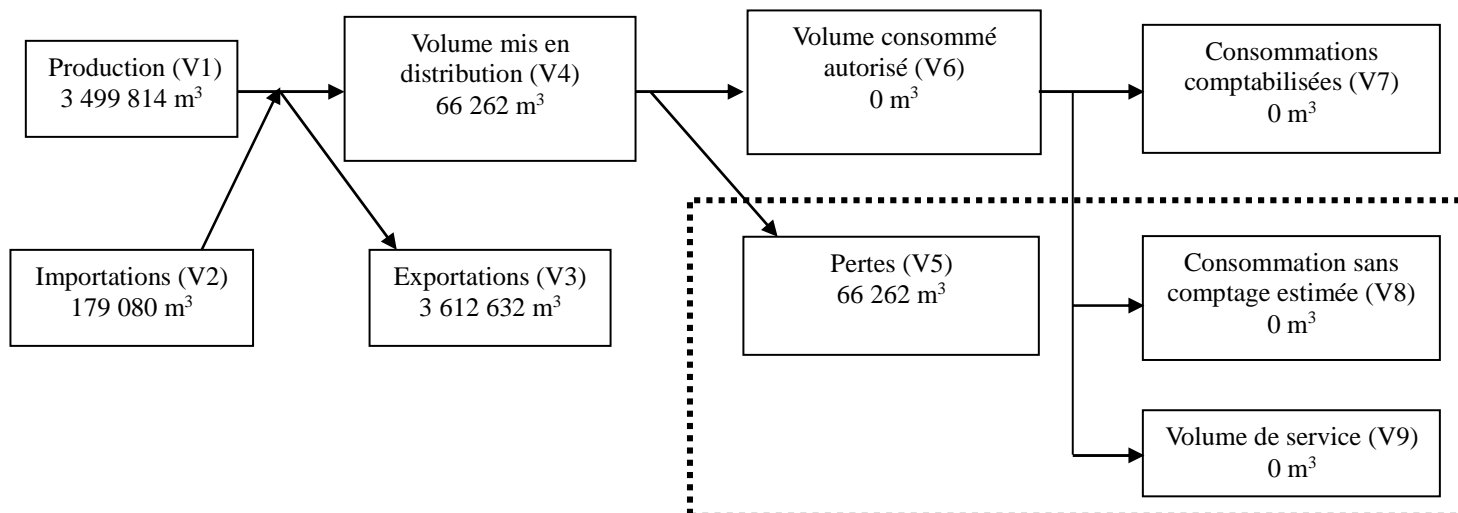 Production (V1)
3 499 814 m³
Volume mis en
distribution (V4)
66 262 m³
Volume consommé
autorisé (V6)
0 m³
Consommations
comptabilisées (V7)
0 m³
Importations (V2)
179 080 m³
Exportations (V3)
3 612 632 m³
Pertes (V5)
66 262 m³
Consommation sans
comptage estimée (V8)
0 m³
Volume de service (V9)
0 m³